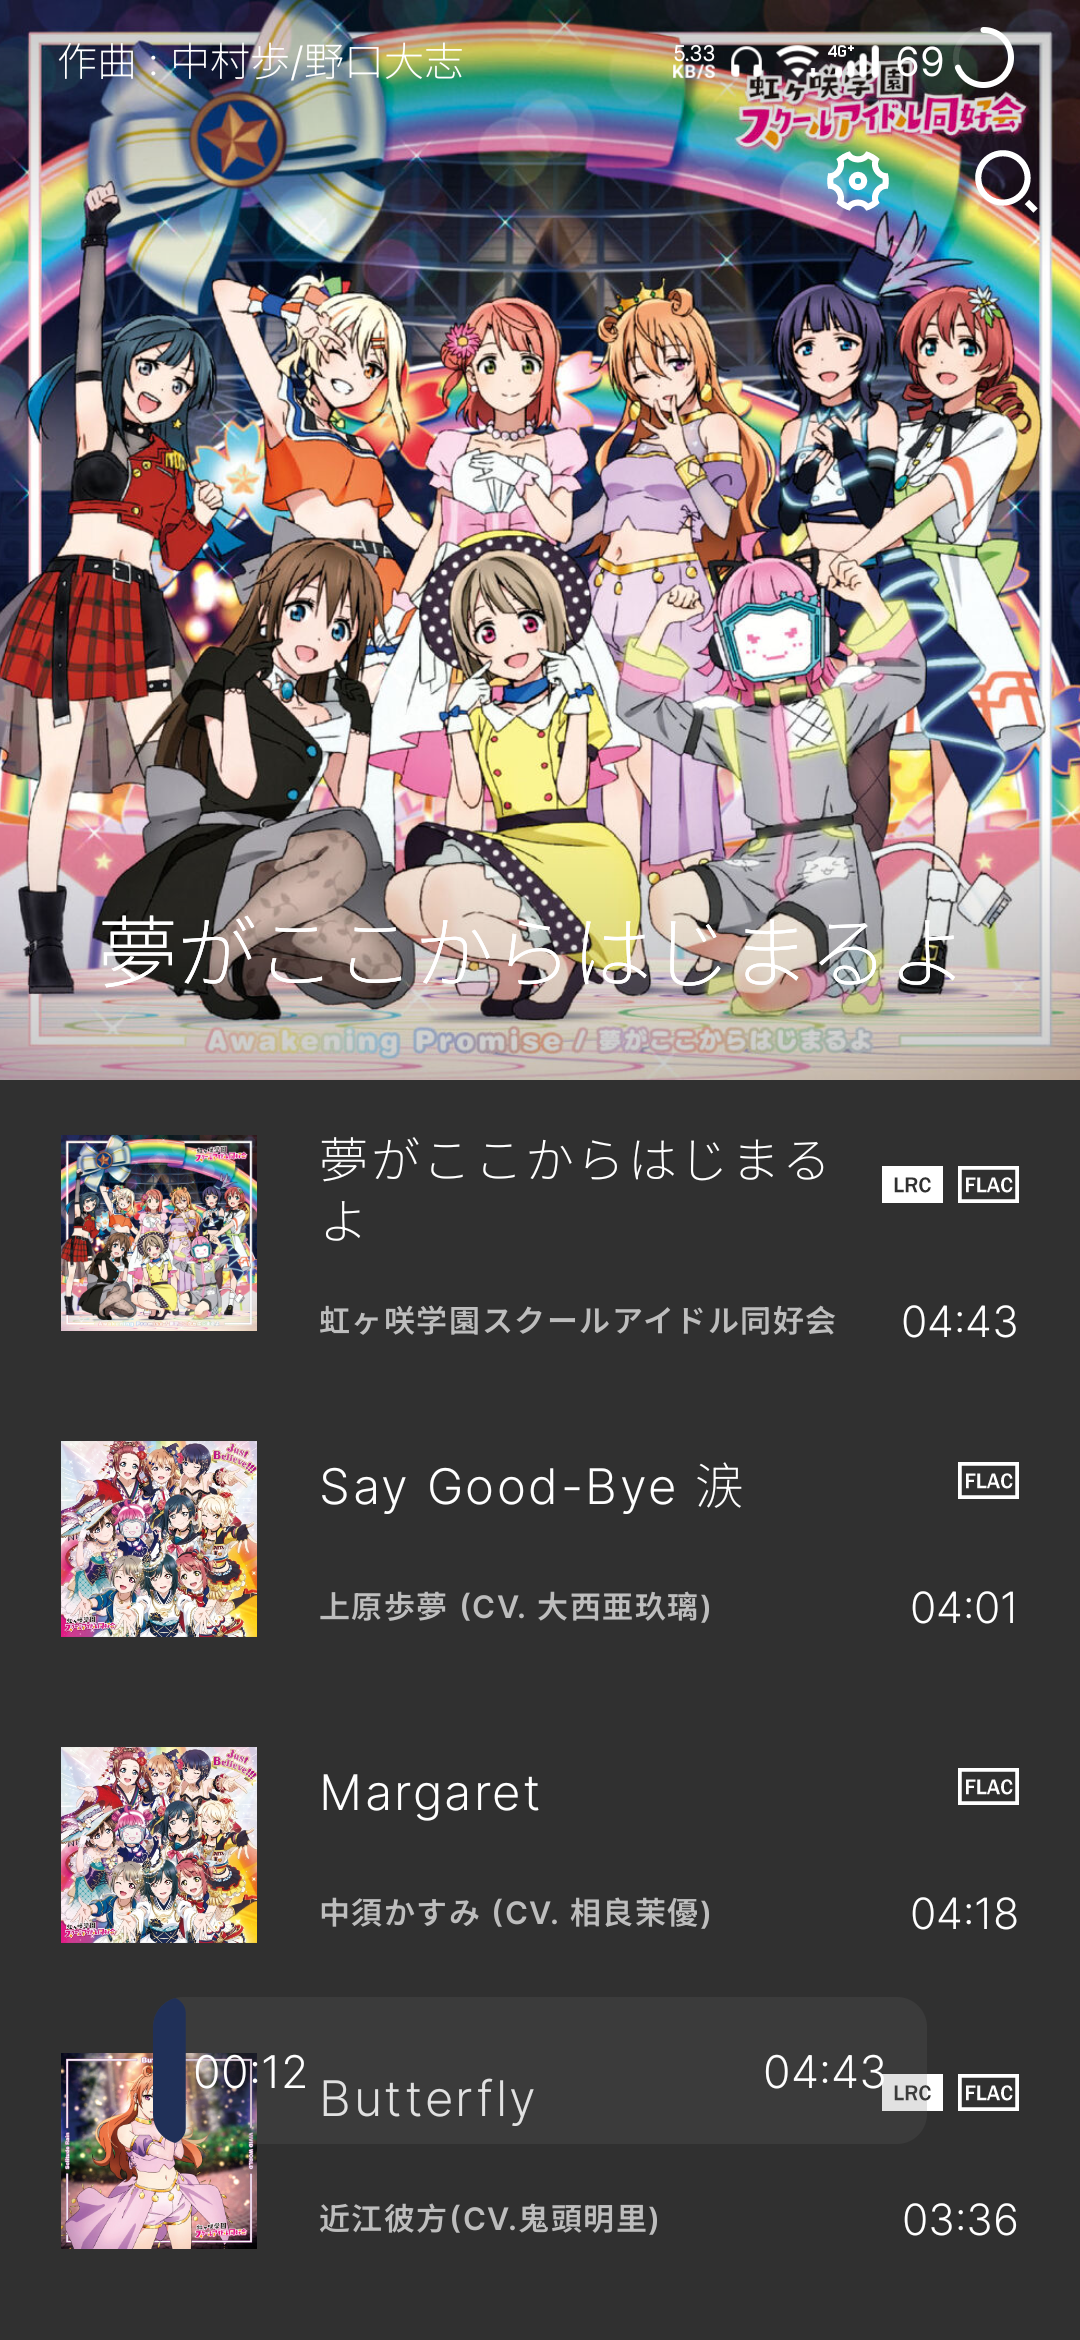 作曲 : 中村歩/野口大志
5.33
KB/S
4G+
69
虹ヶ咲学園
スクールアイドル同好会
夢がここからはじまるよ
Awakening Promise / 夢がここからはじまるよ
夢がここからはじまる
よ
LRC FLAC
虹ヶ咲学園スクールアイドル同好会 04:43
Just
Believe!!!
Say Good-Bye 涙
FLAC
上原歩夢 (CV. 大西亜玖璃) 04:01
Just
Believe!!!
Margaret
FLAC
中須かすみ (CV. 相良茉優) 04:18
00:12 04:43
Butterfly
LRC FLAC
近江彼方(CV.鬼頭明里) 03:36